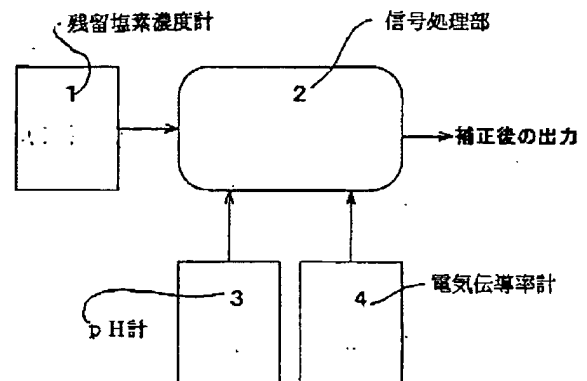 残留塩素濃度計
信号処理部
1
2
補正後の出力
3
4
電気伝導率計
pH計